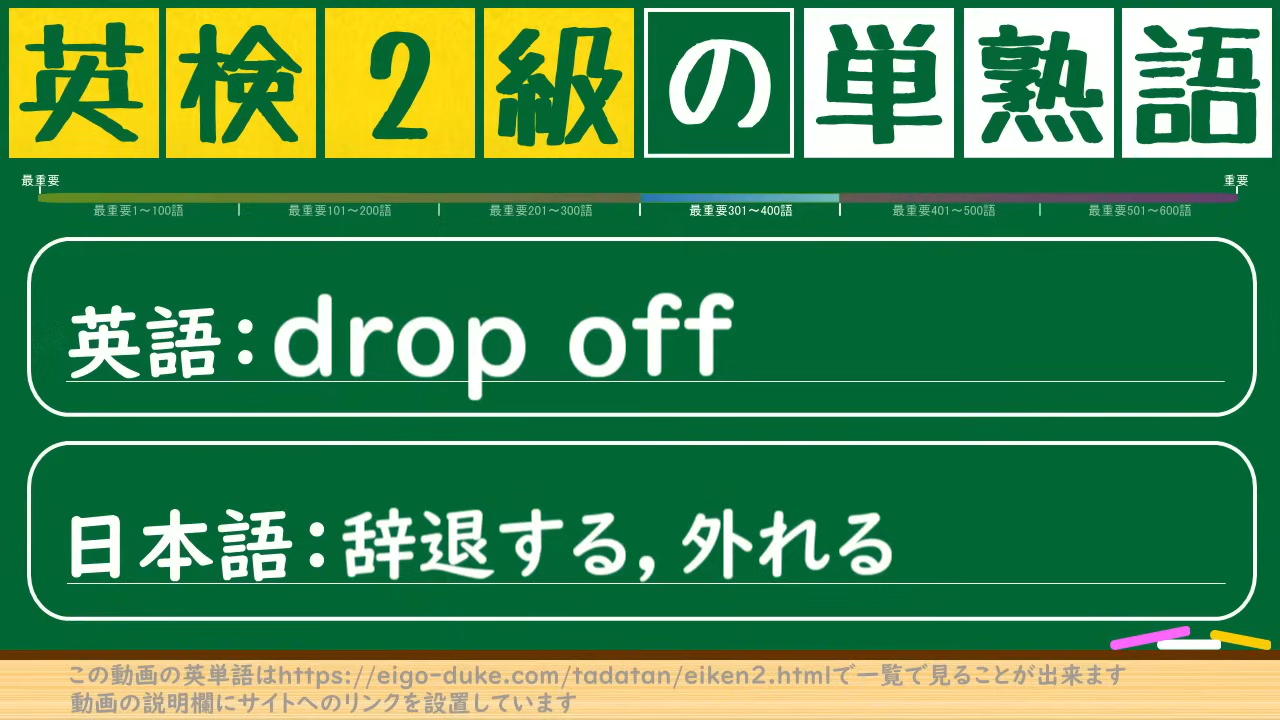 英検2級の単熟語
最重要 重要
最重要1～100語 最重要101～200語 最重要201～300語 最重要301～400語 最重要401～500語 最重要501～600語
英語：drop off
日本語：辞退する, 外れる
この動画の英単語はhttps://eigo-duke.com/tadatan/eiken2.htmlで一覧で見ることが出来ます
動画の説明欄にサイトへのリンクを設置しています